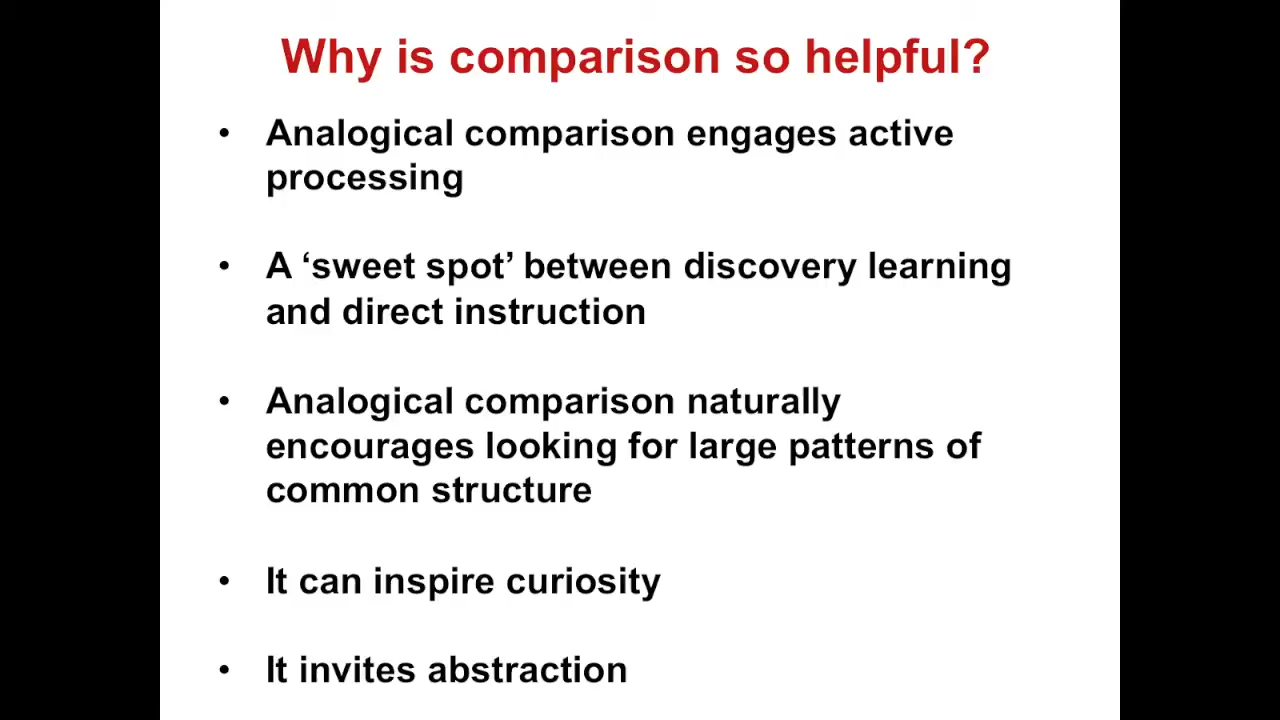 Why is comparison so helpful?
• Analogical comparison engages active
processing
• A ‘sweet spot’ between discovery learning
and direct instruction
• Analogical comparison naturally
encourages looking for large patterns of
common structure
• It can inspire curiosity
• It invites abstraction